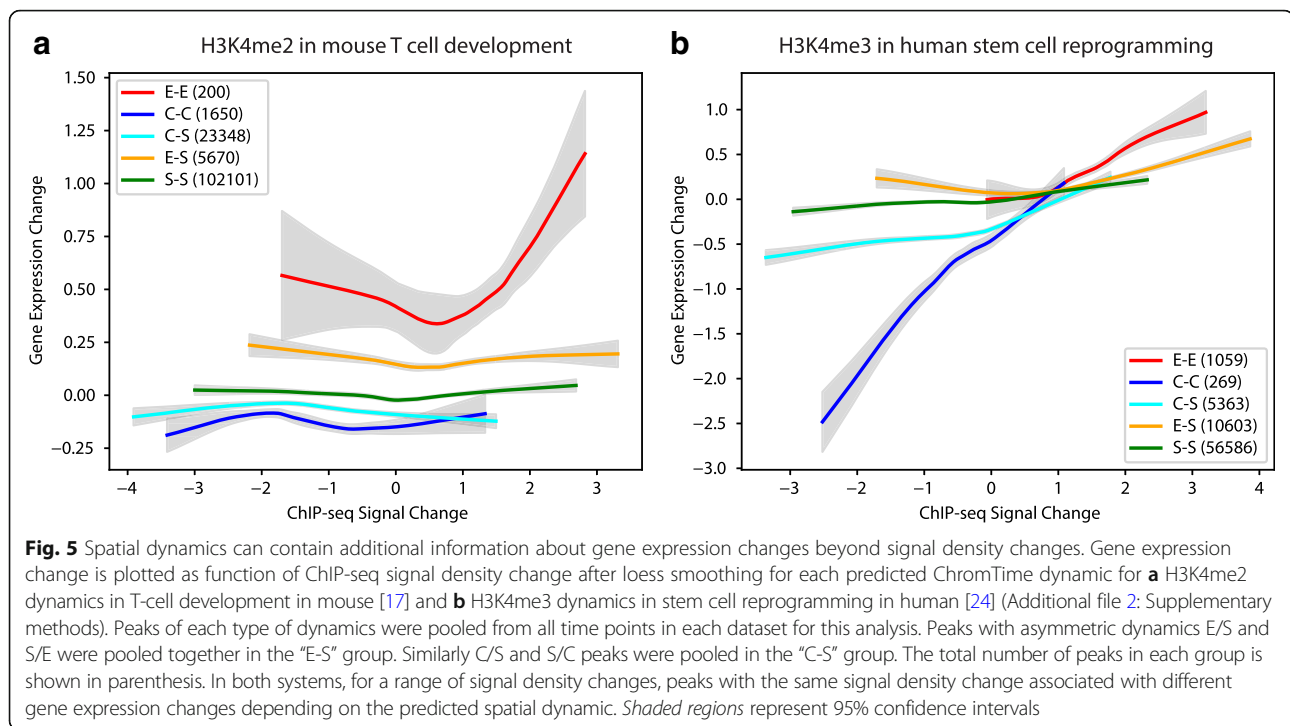 a H3K4me2 in mouse T cell development
1.50
1.25
1.00
0.75
0.50
0.25
0.00
−0.25
Gene Expression Change
E-E (200)
C-C (1650)
C-S (23348)
E-S (5670)
S-S (102101)
−4 −3 −2 −1 0 1 2 3
ChIP-seq Signal Change
b H3K4me3 in human stem cell reprogramming
1.0
0.5
0.0
−0.5
−1.0
−1.5
−2.0
−2.5
−3.0
Gene Expression Change
E-E (1059)
C-C (269)
C-S (5363)
E-S (10603)
S-S (56586)
−3 −2 −1 0 1 2 3 4
ChIP-seq Signal Change
Fig. 5 Spatial dynamics can contain additional information about gene expression changes beyond signal density changes. Gene expression
change is plotted as function of ChIP-seq signal density change after loess smoothing for each predicted ChromTime dynamic for a H3K4me2
dynamics in T-cell development in mouse [17] and b H3K4me3 dynamics in stem cell reprogramming in human [24] (Additional file 2: Supplementary
methods). Peaks of each type of dynamics were pooled from all time points in each dataset for this analysis. Peaks with asymmetric dynamics E/S and
S/E were pooled together in the “E-S” group. Similarly C/S and S/C peaks were pooled in the “C-S” group. The total number of peaks in each group is
shown in parenthesis. In both systems, for a range of signal density changes, peaks with the same signal density change associated with different
gene expression changes depending on the predicted spatial dynamic. Shaded regions represent 95% confidence intervals